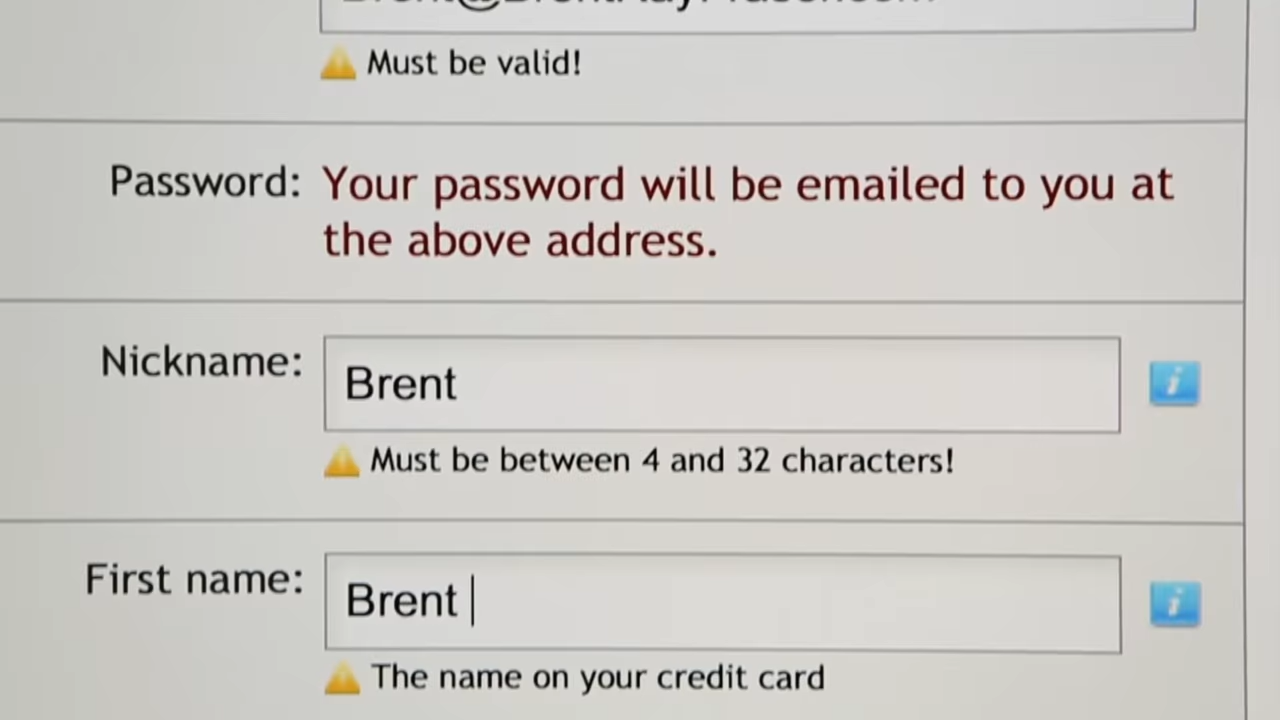 Must be valid!
Password: Your password will be emailed to you at
the above address.
Nickname: Brent
Must be between 4 and 32 characters!
First name: Brent
The name on your credit card